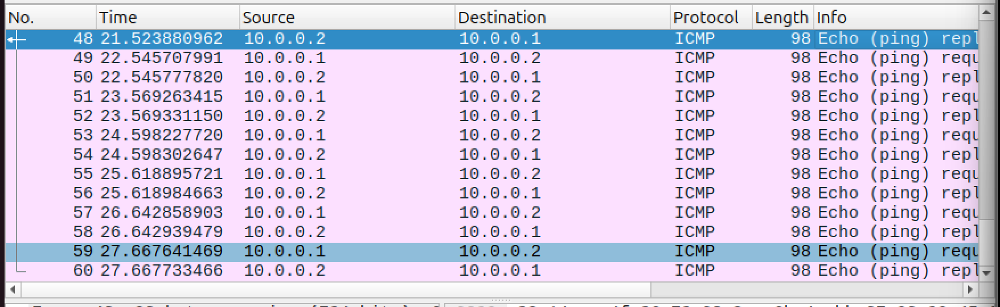 No. Time Source Destination Protocol Length Info
48 21.523880962 10.0.0.2 10.0.0.1 ICMP 98 Echo (ping) repl
49 22.545707991 10.0.0.1 10.0.0.2 ICMP 98 Echo (ping) requ
50 22.545777820 10.0.0.2 10.0.0.1 ICMP 98 Echo (ping) repl
51 23.569263415 10.0.0.1 10.0.0.2 ICMP 98 Echo (ping) requ
52 23.569331150 10.0.0.2 10.0.0.1 ICMP 98 Echo (ping) repl
53 24.598227720 10.0.0.1 10.0.0.2 ICMP 98 Echo (ping) requ
54 24.598302647 10.0.0.2 10.0.0.1 ICMP 98 Echo (ping) repl
55 25.618895721 10.0.0.1 10.0.0.2 ICMP 98 Echo (ping) requ
56 25.618984663 10.0.0.2 10.0.0.1 ICMP 98 Echo (ping) repl
57 26.642858903 10.0.0.1 10.0.0.2 ICMP 98 Echo (ping) requ
58 26.642939479 10.0.0.2 10.0.0.1 ICMP 98 Echo (ping) repl
59 27.667641469 10.0.0.1 10.0.0.2 ICMP 98 Echo (ping) requ
60 27.667733466 10.0.0.2 10.0.0.1 ICMP 98 Echo (ping) repl